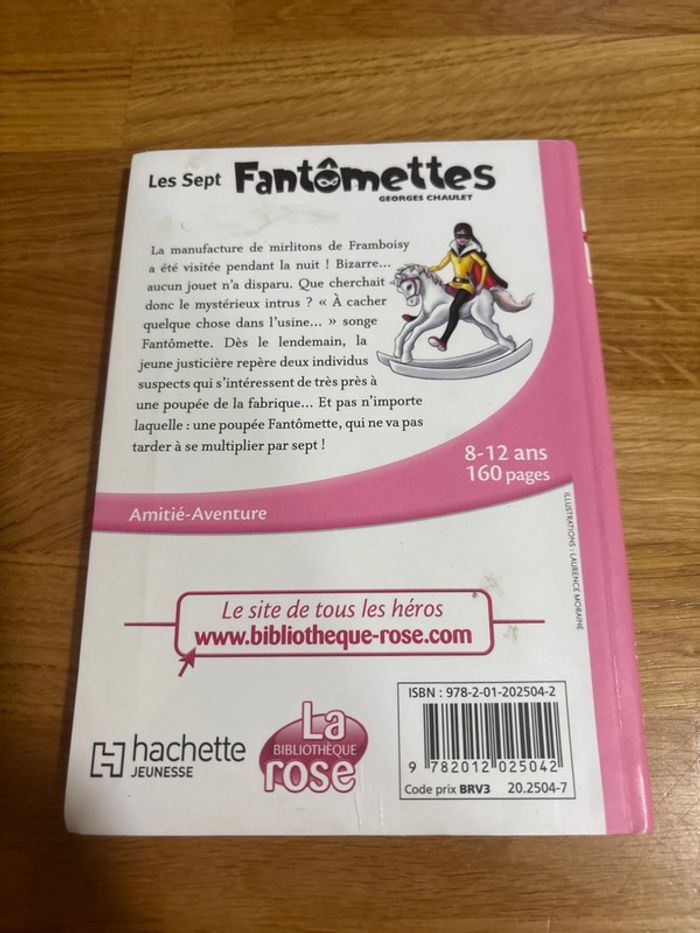 Les Sept Fantômettes
GEORGES CHAULET
La manufacture de mirlitons de Framboisy
a été visitée pendant la nuit ! Bizarre...
aucun jouet n'a disparu. Que cherchait
donc le mystérieux intrus ? « À cacher
quelque chose dans l'usine... » songe
Fantômette. Dès le lendemain, la
jeune justicière repère deux individus
suspects qui s'intéressent de très près à
une poupée de la fabrique... Et pas n'importe
laquelle : une poupée Fantômette, qui ne va pas
tarder à se multiplier par sept !
8-12 ans
160 pages
Amitié-Aventure
ILLUSTRATIONS : LAURENCE MORAINE
Le site de tous les héros
www.bibliotheque-rose.com
hachette
JEUNESSE
La
BIBLIOTHÈQUE
rose
ISBN : 978-2-01-202504-2
9 782012 025042
Code prix BRV3 20.2504-7